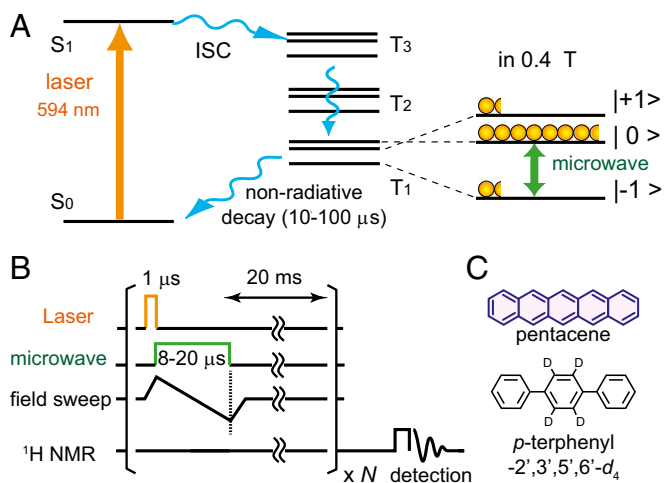 A
S1
ISC
T3
in 0.4 T
laser
594 nm
T2
|+1>
| 0>
microwave
S0
non-radiative
decay (10-100 μs)
T1
|-1 >
B
1 μs
20 ms
C
Laser
microwave
8-20 μs
field sweep
1H NMR
x N
detection
pentacene
D D
D D
p-terphenyl
-2',3',5',6'-d4